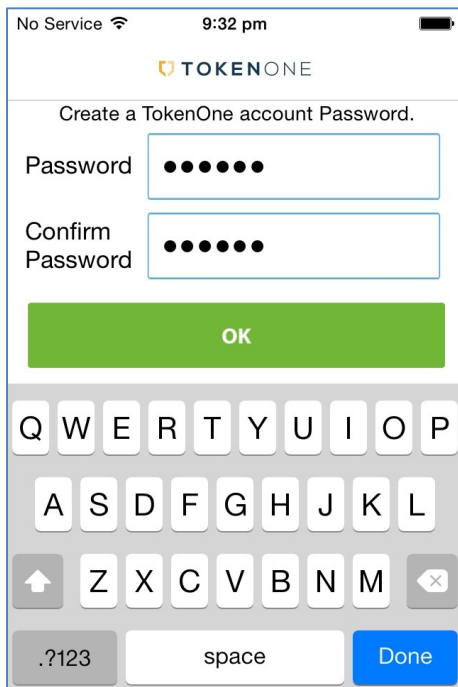 No Service 9:32 pm
TOKENONE
Create a TokenOne account Password.
Password ●●●●●●
Confirm
Password ●●●●●●
OK
Q W E R T Y U I O P
A S D F G H J K L
Z X C V B N M
.?123 space Done